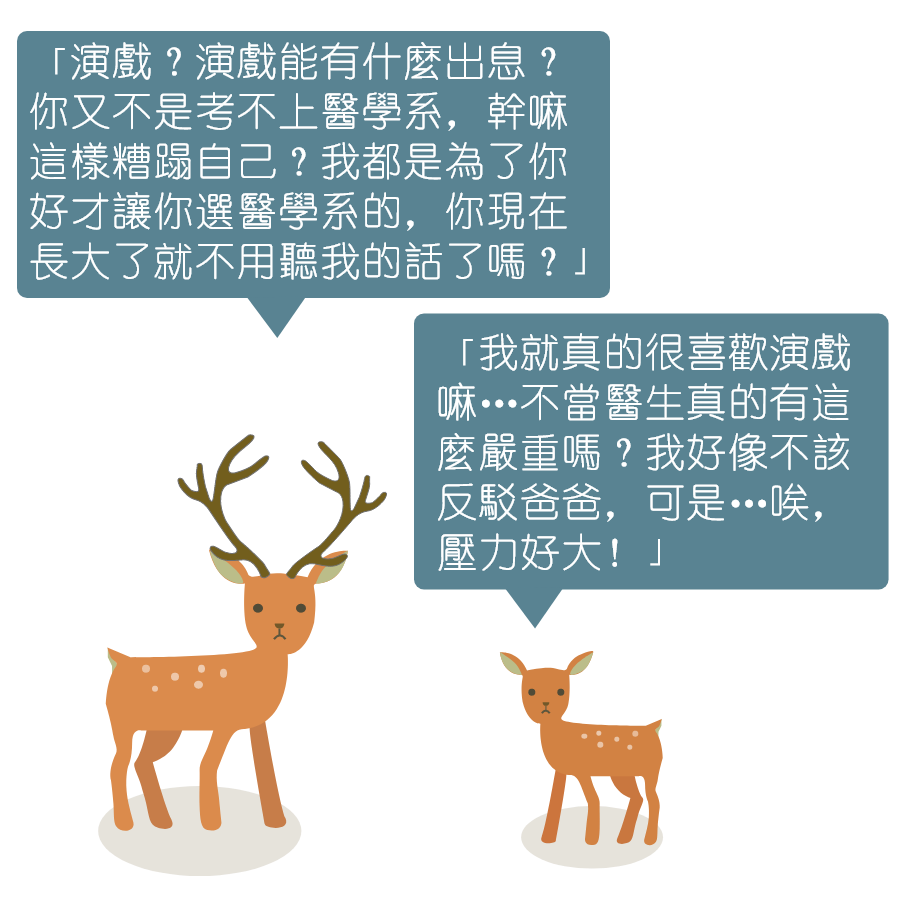 「演戲？演戲能有什麼出息？
你又不是考不上醫學系，幹嘛
這樣糟蹋自己？我都是為了你
好才讓你選醫學系的，你現在
長大了就不用聽我的話了嗎？」
「我就真的很喜歡演戲
嘛…不當醫生真的有這
麼嚴重嗎？我好像不該
反駁爸爸，可是…唉，
壓力好大!」